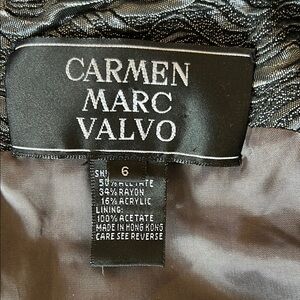 CARMEN
MARC
VALVO
6
50% ACETATE
34% RAYON
16% ACRYLIC
LINING:
100% ACETATE
MADE IN HONG KONG
CARE SEE REVERSE